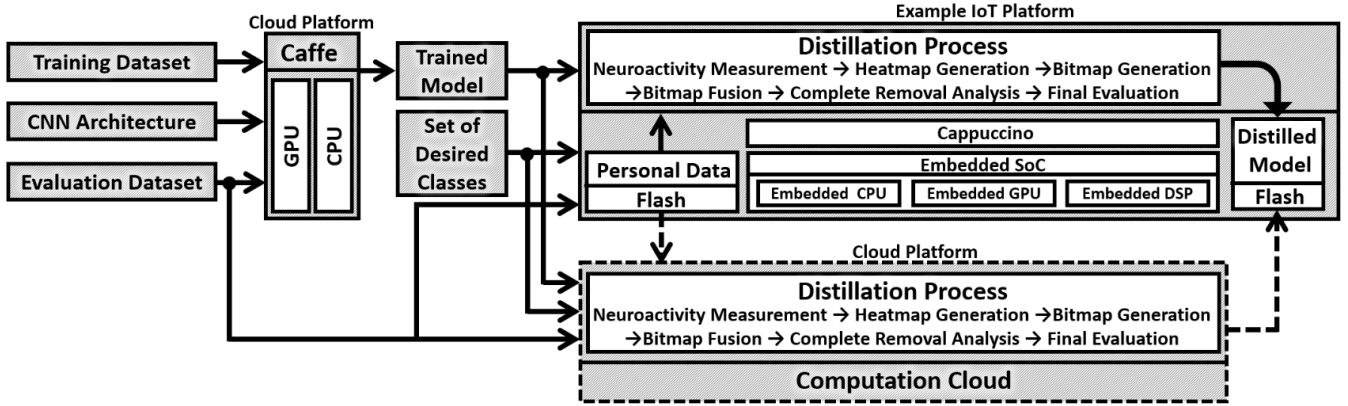 Cloud Platform
Caffe
GPU
CPU
Training Dataset
CNN Architecture
Evaluation Dataset
Trained
Model
Set of
Desired
Classes
Example IoT Platform
Distillation Process
Neuroactivity Measurement → Heatmap Generation →Bitmap Generation
→Bitmap Fusion → Complete Removal Analysis → Final Evaluation
Personal Data
Flash
Cappuccino
Embedded SoC
Embedded CPU
Embedded GPU
Embedded DSP
Distilled
Model
Flash
Cloud Platform
Distillation Process
Neuroactivity Measurement → Heatmap Generation →Bitmap Generation
→Bitmap Fusion → Complete Removal Analysis → Final Evaluation
Computation Cloud